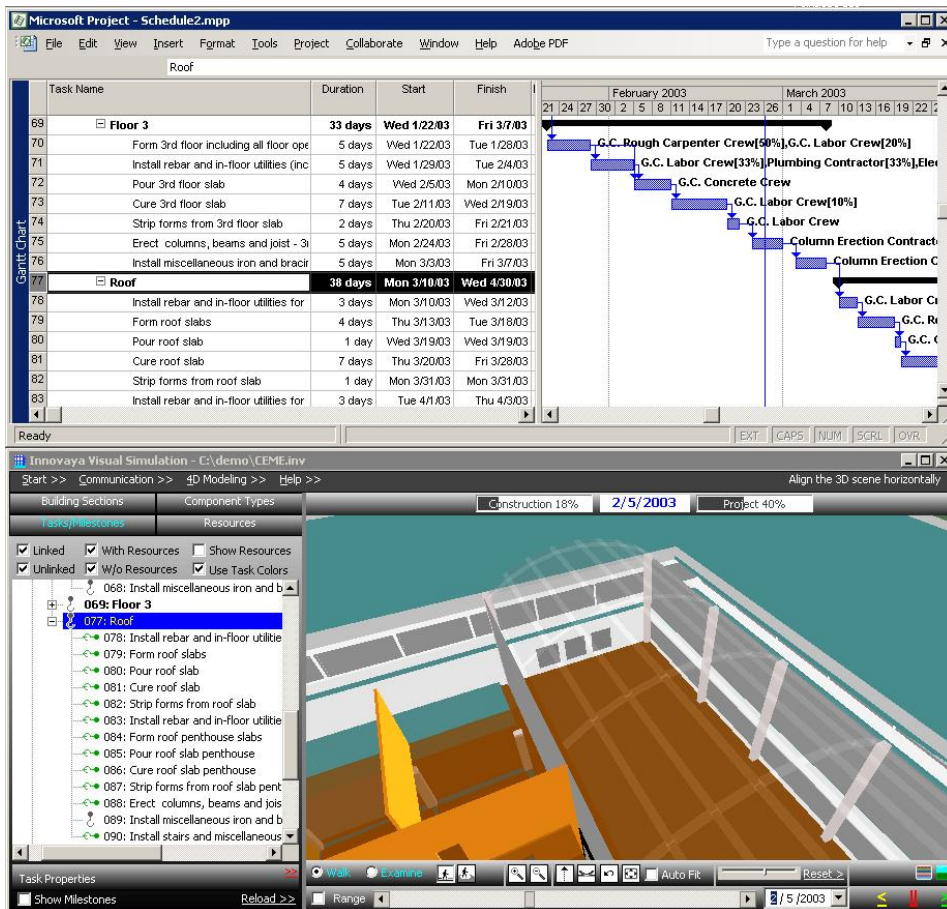 Microsoft Project - Schedule2.mpp
File Edit View Insert Format Tools Project Collaborate Window Help Adobe PDF Type a question for help
Roof
Task Name Duration Start Finish
February 2003 March 2003
21 24 27 30 2 5 8 11 14 17 20 23 26 1 4 7 10 13 16 19 22
69 Floor 3 33 days Wed 1/22/03 Fri 3/7/03
70 Form 3rd floor including all floor ope 5 days Wed 1/22/03 Tue 1/28/03 G.C. Rough Carpenter Crew[50%],G.C. Labor Crew[20%]
71 Install rebar and in-floor utilities (inc 5 days Wed 1/29/03 Tue 2/4/03 G.C. Labor Crew[33%],Plumbing Contractor[33%],Ele
72 Pour 3rd floor slab 4 days Wed 2/5/03 Mon 2/10/03 G.C. Concrete Crew
73 Cure 3rd floor slab 7 days Tue 2/11/03 Wed 2/19/03 G.C. Labor Crew[10%]
74 Strip forms from 3rd floor slab 2 days Thu 2/20/03 Fri 2/21/03 G.C. Labor Crew
75 Erect columns, beams and joist - 3 5 days Mon 2/24/03 Fri 2/28/03 Column Erection Contract
76 Install miscellaneous iron and bracin 5 days Mon 3/3/03 Fri 3/7/03 Column Erection C
77 Roof 38 days Mon 3/10/03 Wed 4/30/03
78 Install rebar and in-floor utilities for 3 days Mon 3/10/03 Wed 3/12/03 G.C. Labor C
79 Form roof slabs 4 days Thu 3/13/03 Tue 3/18/03 G.C. R
80 Pour roof slab 1 day Wed 3/19/03 Wed 3/19/03 G.C.
81 Cure roof slab 7 days Thu 3/20/03 Fri 3/28/03
82 Strip forms from roof slab 1 day Mon 3/31/03 Mon 3/31/03
83 Install rebar and in-floor utilities for 3 days Tue 4/1/03 Thu 4/3/03
Gantt Chart
Ready EXT CAPS NUM SCRL OVR
Innovaya Visual Simulation - C:\demo\CEME.inv
Start >> Communication >> 4D Modeling >> Help >> Align the 3D scene horizontally
Building Sections Component Types
Tasks/Milestones Resources
Construction 18% 2/5/2003 Project 40%
Linked With Resources Show Resources
Unlinked W/o Resources Use Task Colors
068: Install miscellaneous iron and b
069: Floor 3
077: Roof
078: Install rebar and in-floor utilitie
079: Form roof slabs
080: Pour roof slab
081: Cure roof slab
082: Strip forms from roof slab
083: Install rebar and in-floor utilitie
084: Form roof penthouse slabs
085: Pour roof slab penthouse
086: Cure roof slab penthouse
087: Strip forms from roof slab pent
088: Erect columns, beams and jois
089: Install miscellaneous iron and b
090: Install stairs and miscellaneous
Task Properties >>
Walk Examine Auto Fit Reset >
Show Milestones Reload >>
Range 2 / 5 /2003